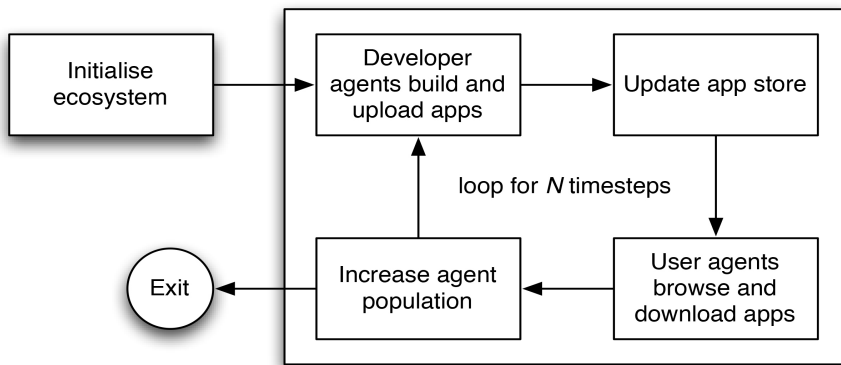 Initialise
ecosystem
Developer
agents build and
upload apps
Update app store
loop for N timesteps
Exit
Increase agent
population
User agents
browse and
download apps